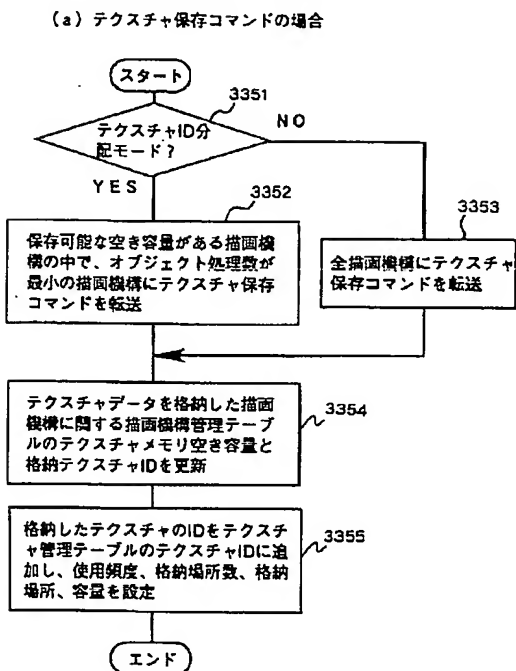 (a) テクスチャ保存コマンドの場合
スタート
3351
テクスチャID分
配モード?
NO
YES
3352
保存可能な空き容量がある描画機
構の中で、オブジェクト処理数が
最小の描画機構にテクスチャ保存
コマンドを転送
3353
全描画機構にテクスチャ
保存コマンドを転送
テクスチャデータを格納した描画
機構に関する描画機構管理テーブ
ルのテクスチャメモリ空き容量と
格納テクスチャIDを更新
3354
格納したテクスチャのIDをテクスチ
ャ管理テーブルのテクスチャIDに追
加し、使用頻度、格納場所数、格納
場所、容量を設定
3355
エンド